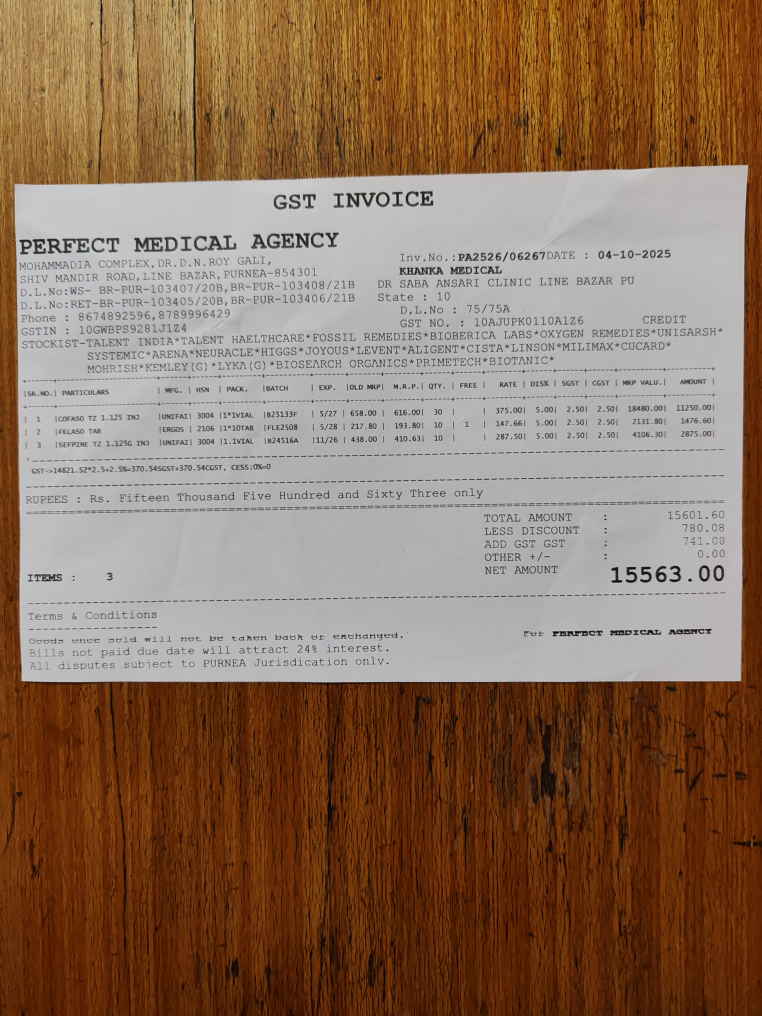 GST INVOICE
PERFECT MEDICAL AGENCY
MOHAMMADIA COMPLEX,DR.D.N.ROY GALI,
SHIV MANDIR ROAD,LINE BAZAR,PURNEA-854301
D.L.No:WS- BR-PUR-103407/20B,BR-PUR-103408/21B
D.L.No:RET-BR-PUR-103405/20B,BR-PUR-103406/21B
Phone : 8674892596,8789996429
GSTIN : 10GWBPS9281J1Z4
Inv.No.:PA2526/06267DATE : 04-10-2025
KHANKA MEDICAL
DR SABA ANSARI CLINIC LINE BAZAR PU
State : 10
D.L.No : 75/75A
GST NO. : 10AJUPK0110A1Z6 CREDIT
STOCKIST-TALENT INDIA*TALENT HAELTHCARE*FOSSIL REMEDIES*BIOBERICA LABS*OXYGEN REMEDIES*UNISARSH*
SYSTEMIC*ARENA*NEURACLE*HIGGS*JOYOUS*LEVENT*ALIGENT*CISTA*LINSON*MILIMAX*CUCARD*
MOHRISH*KEMLEY(G)*LYKA(G)*BIOSEARCH ORGANICS*PRIMETECH*BIOTANIC*
|SR.NO.| PARTICULARS | MFG. | HSN | PACK. |BATCH | EXP. |OLD MRP| M.R.P.| QTY. | FREE | RATE | DIS% | SGST | CGST | MRP VALU.| AMOUNT |
| 1 |COFASO TZ 1.125 INJ |UNIFAI| 3004 |1*1VIAL |B25133F | 5/27 | 658.00 | 616.00| 30 | | 375.00| 5.00| 2.50| 2.50| 18480.00| 11250.00|
| 2 |FELASO TAB |ERGOS | 2106 |1*10TAB |FLE2508 | 5/28 | 217.80 | 193.80| 10 | 1 | 147.66| 5.00| 2.50| 2.50| 2131.80| 1476.60|
| 3 |SEFPINE TZ 1.125G INJ |UNIFAI| 3004 |1.1VIAL |B24516A |11/26 | 438.00 | 410.63| 10 | | 287.50| 5.00| 2.50| 2.50| 4106.30| 2875.00|
GST->14821.52*2.5+2.5%=370.54SGST+370.54CGST, CESS:0%=0
RUPEES : Rs. Fifteen Thousand Five Hundred and Sixty Three only
TOTAL AMOUNT : 15601.60
LESS DISCOUNT : 780.08
ADD GST GST : 741.08
OTHER +/- : 0.00
ITEMS : 3 NET AMOUNT 15563.00
Terms & Conditions
Goods once sold will not be taken back or exchanged. For PERFECT MEDICAL AGENCY
Bills not paid due date will attract 24% interest.
All disputes subject to PURNEA Jurisdication only.